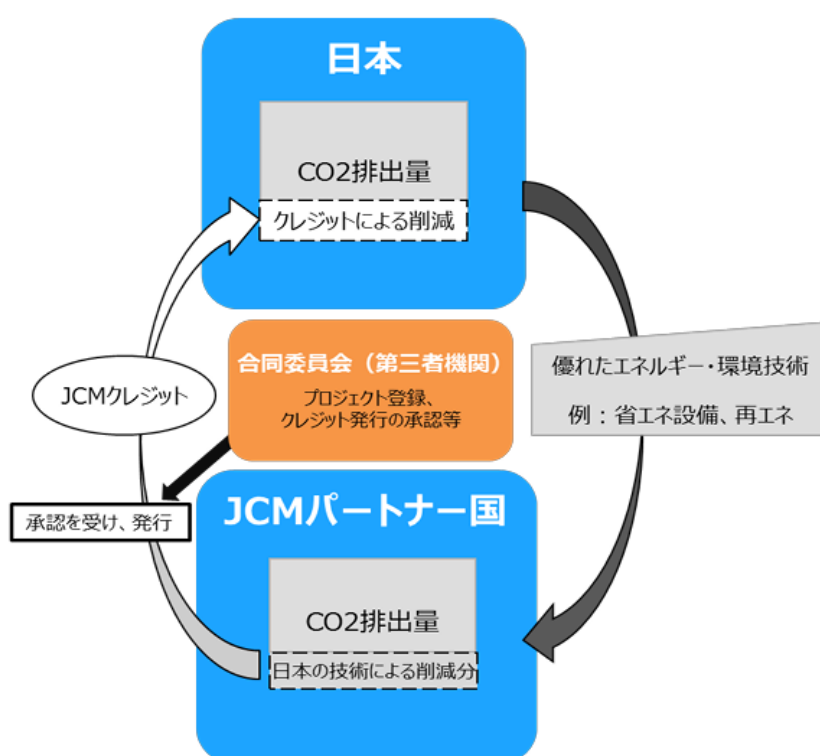 日本
CO2排出量
クレジットによる削減
合同委員会（第三者機関）
プロジェクト登録、
クレジット発行の承認等
優れたエネルギー・環境技術
例：省エネ設備、再エネ
JCMクレジット
承認を受け、発行
JCMパートナー国
CO2排出量
日本の技術による削減分